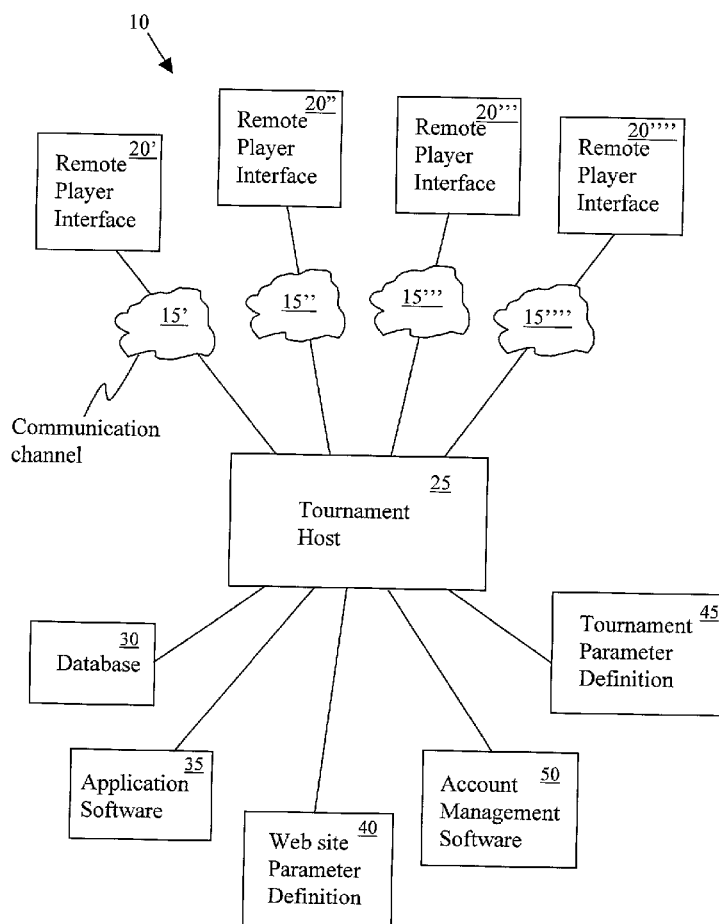 10
20'
Remote
Player
Interface
20''
Remote
Player
Interface
20'''
Remote
Player
Interface
20''''
Remote
Player
Interface
15'
15''
15'''
15''''
Communication
channel
25
Tournament
Host
30
Database
45
Tournament
Parameter
Definition
35
Application
Software
40
Web site
Parameter
Definition
50
Account
Management
Software